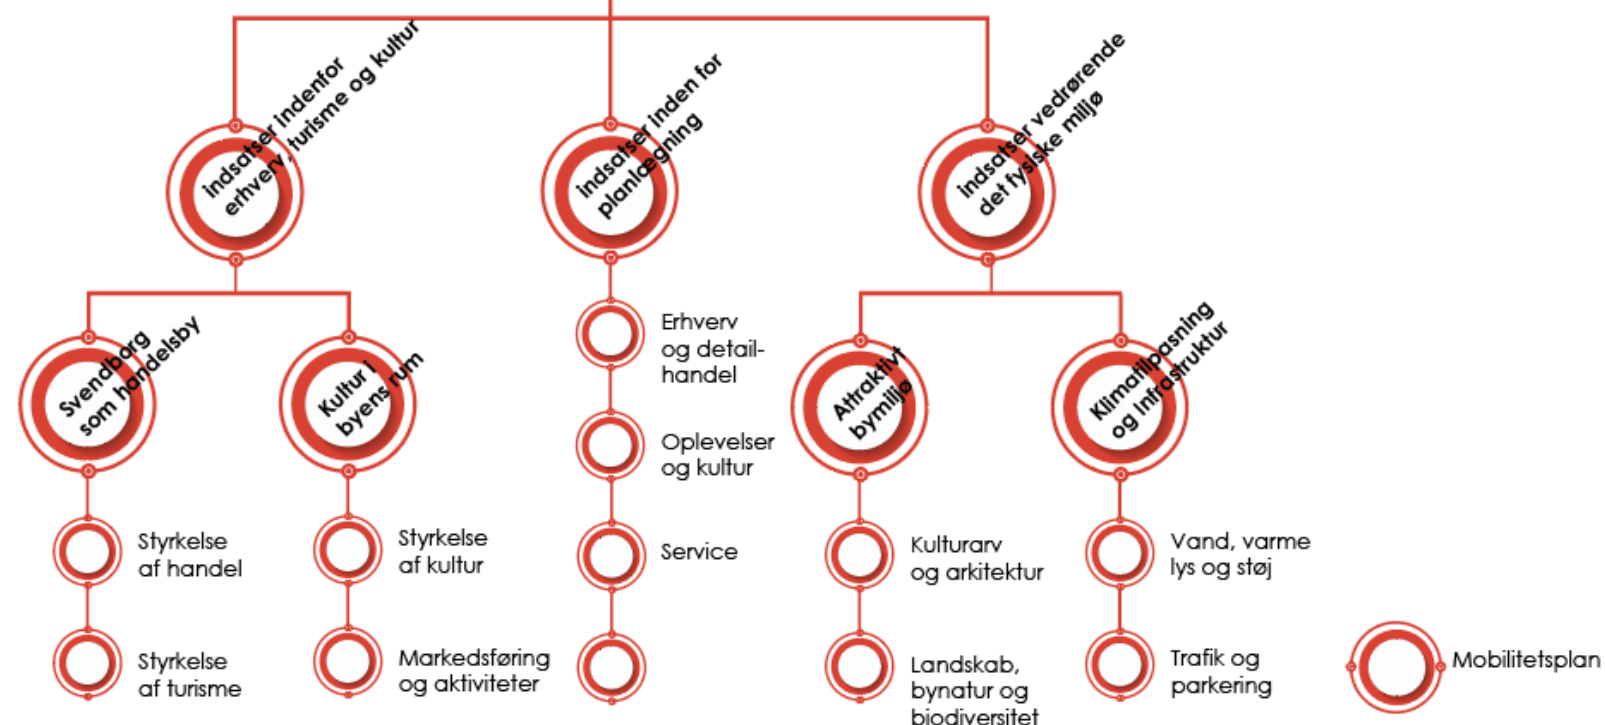 indsatser indenfor
erhverv, turisme og kultur
indsatser inden for
planlægning
indsatser vedrørende
det fysiske miljø
Svendborg
som handelsby
Kultur i
byens rum
Erhverv
og detail-
handel
Oplevelser
og kultur
Service
Attraktivt
bymiljø
Klimatilpasning
og Infrastruktur
Styrkelse
af handel
Styrkelse
af turisme
Styrkelse
af kultur
Markedsføring
og aktiviteter
Kulturarv
og arkitektur
Landskab,
bynatur og
biodiversitet
Vand, varme
lys og støj
Trafik og
parkering
Mobilitetsplan